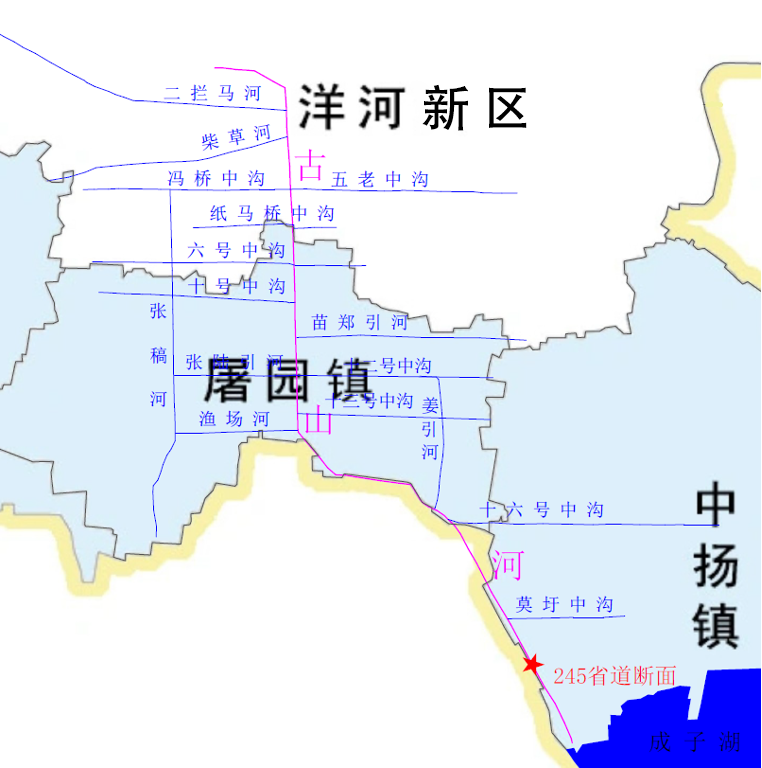 二拦马河
洋河新区
柴草河
古
冯桥中沟
五老中沟
纸马桥中沟
六号中沟
十号中沟
张稿河
苗郑引河
张陆引河
十二号中沟
屠园镇
十三号中沟
姜引河
渔场河
山
十六号中沟
中扬镇
河
莫圩中沟
245省道断面
成子湖